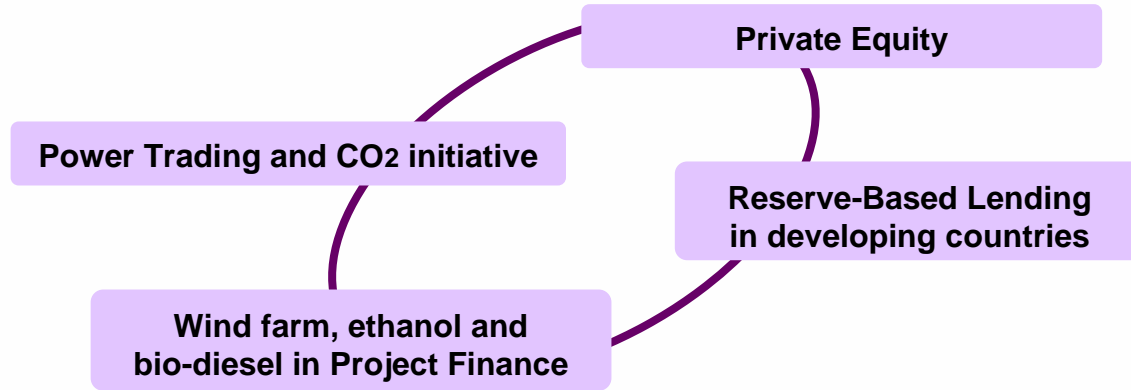 Private Equity
Power Trading and CO2 initiative
Reserve-Based Lending
in developing countries
Wind farm, ethanol and
bio-diesel in Project Finance